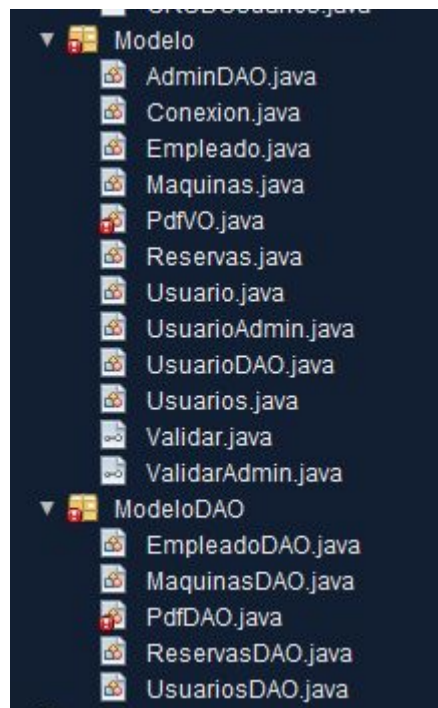 Modelo
AdminDAO.java
Conexion.java
Empleado.java
Maquinas.java
PdfVO.java
Reservas.java
Usuario.java
UsuarioAdmin.java
UsuarioDAO.java
Usuarios.java
Validar.java
ValidarAdmin.java
ModeloDAO
EmpleadoDAO.java
MaquinasDAO.java
PdfDAO.java
ReservasDAO.java
UsuariosDAO.java